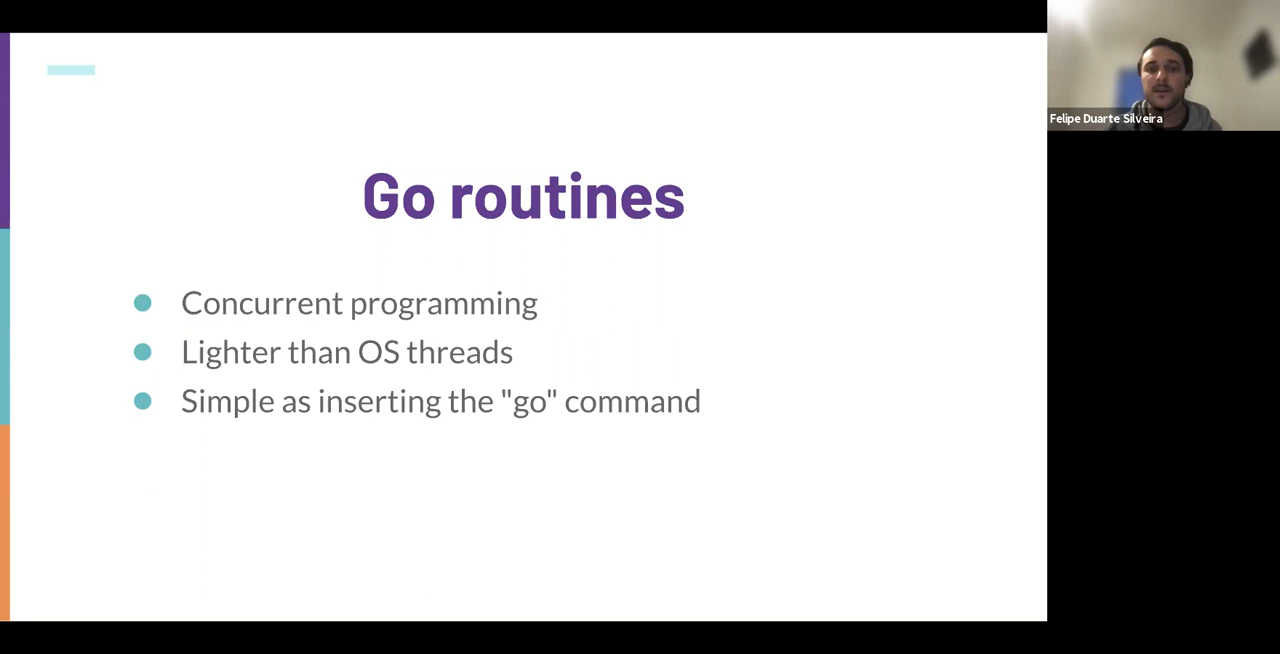 Go routines
Concurrent programming
Lighter than OS threads
Simple as inserting the "go" command
Felipe Duarte Silveira